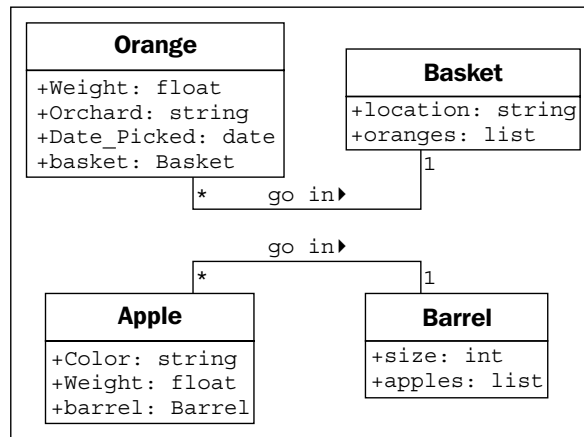 Orange
+Weight: float
+Orchard: string
+Date_Picked: date
+basket: Basket
Basket
+location: string
+oranges: list
* go in▶ 1
go in▶
* 1
Apple
+Color: string
+Weight: float
+barrel: Barrel
Barrel
+size: int
+apples: list